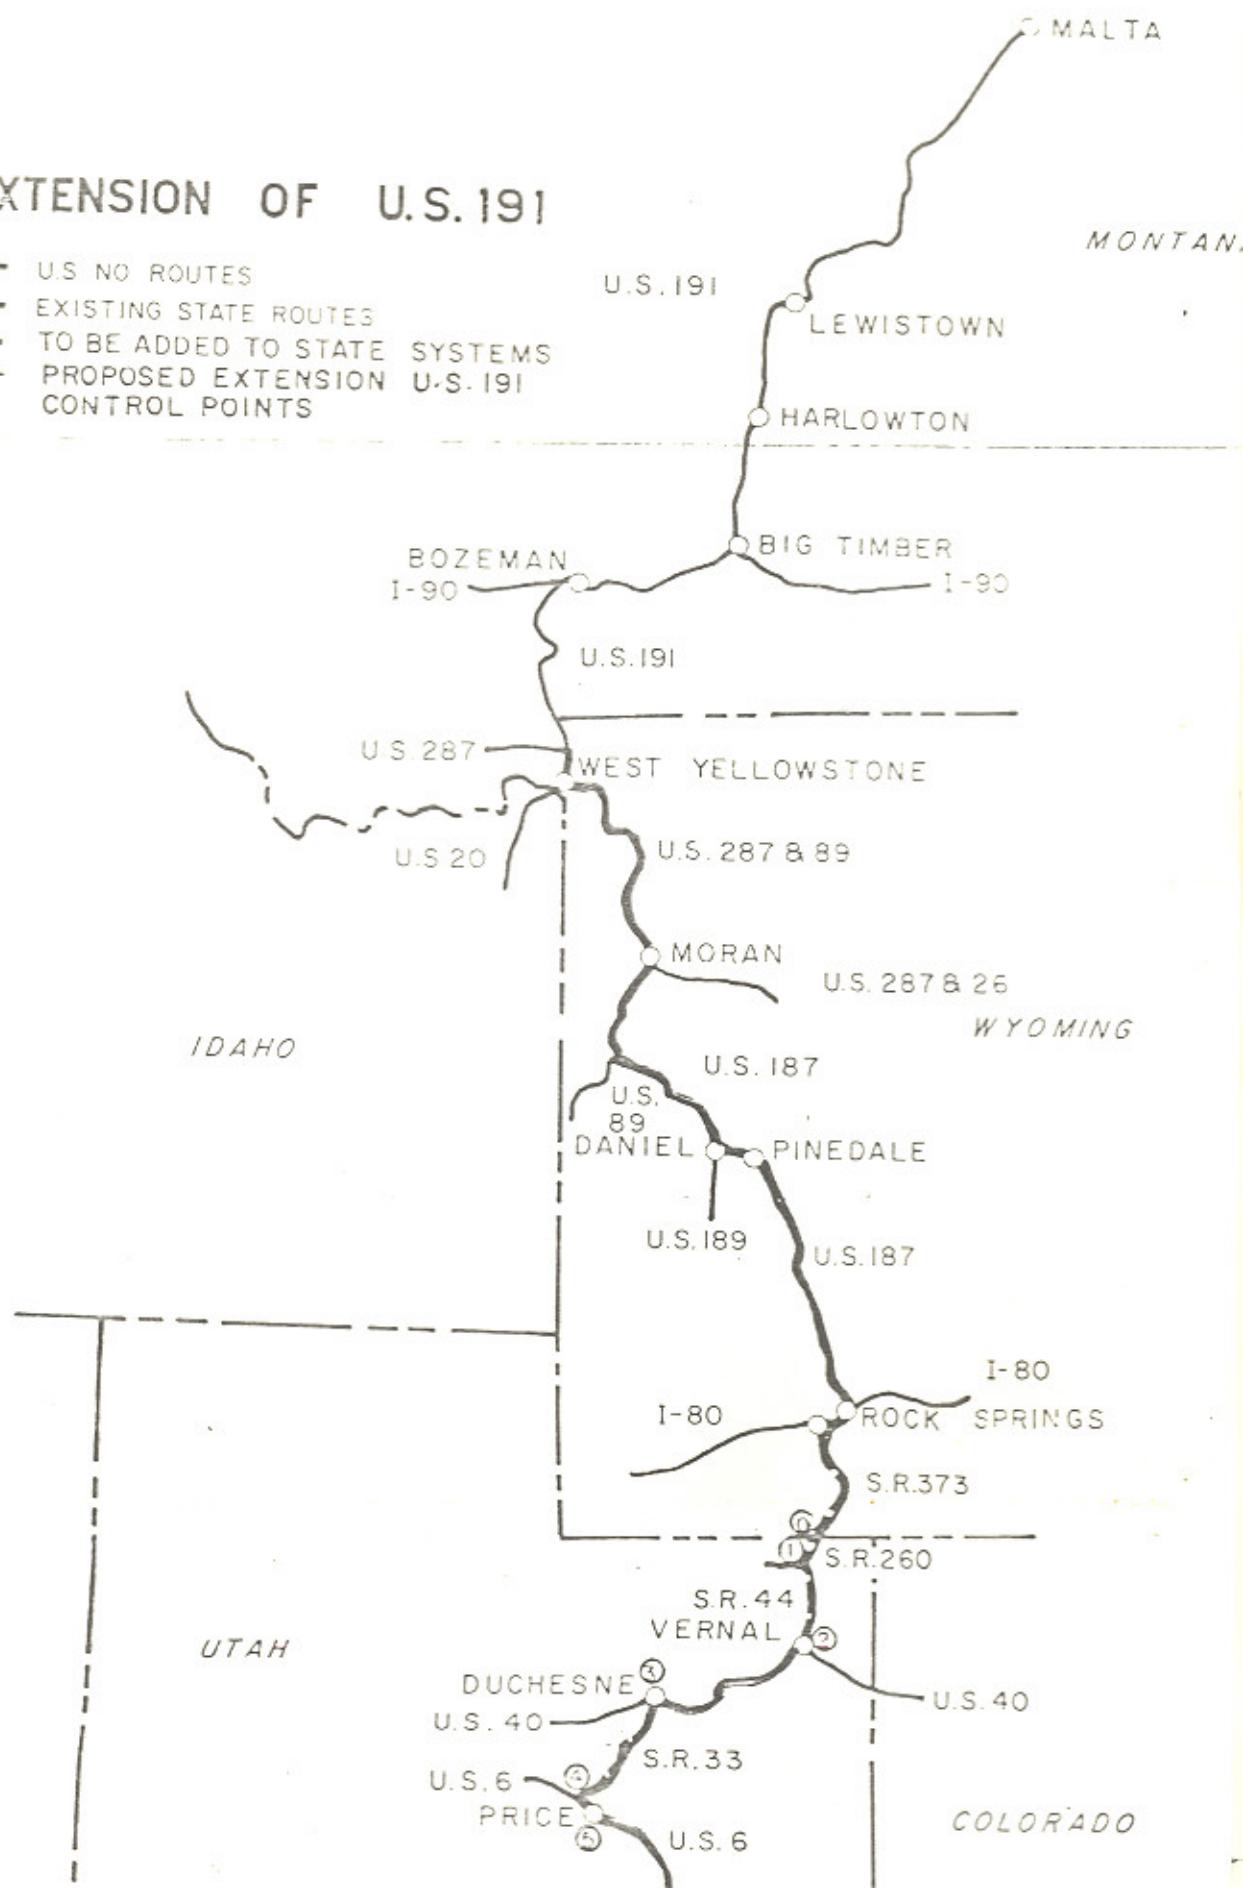 MALTA
XTENSION OF U.S. 191
MONTAN
U.S NO ROUTES
U.S. 191
EXISTING STATE ROUTES
LEWISTOWN
TO BE ADDED TO STATE SYSTEMS
PROPOSED EXTENSION U.S. 191
CONTROL POINTS
HARLOWTON
BIG TIMBER
BOZEMAN
I-90
I-90
U.S. 191
U.S. 287
WEST YELLOWSTONE
U.S. 287 & 89
U.S 20
MORAN
U.S. 287 & 26
WYOMING
IDAHO
U.S. 187
U.S.
89
DANIEL
PINEDALE
U.S. 189
U.S. 187
I-80
I-80
ROCK SPRINGS
S.R. 373
0
1
S.R. 260
S.R. 44
VERNAL
2
UTAH
3
DUCHESNE
U.S. 40
U.S. 40
S.R. 33
4
U.S. 6
PRICE
5
U.S. 6
COLORADO